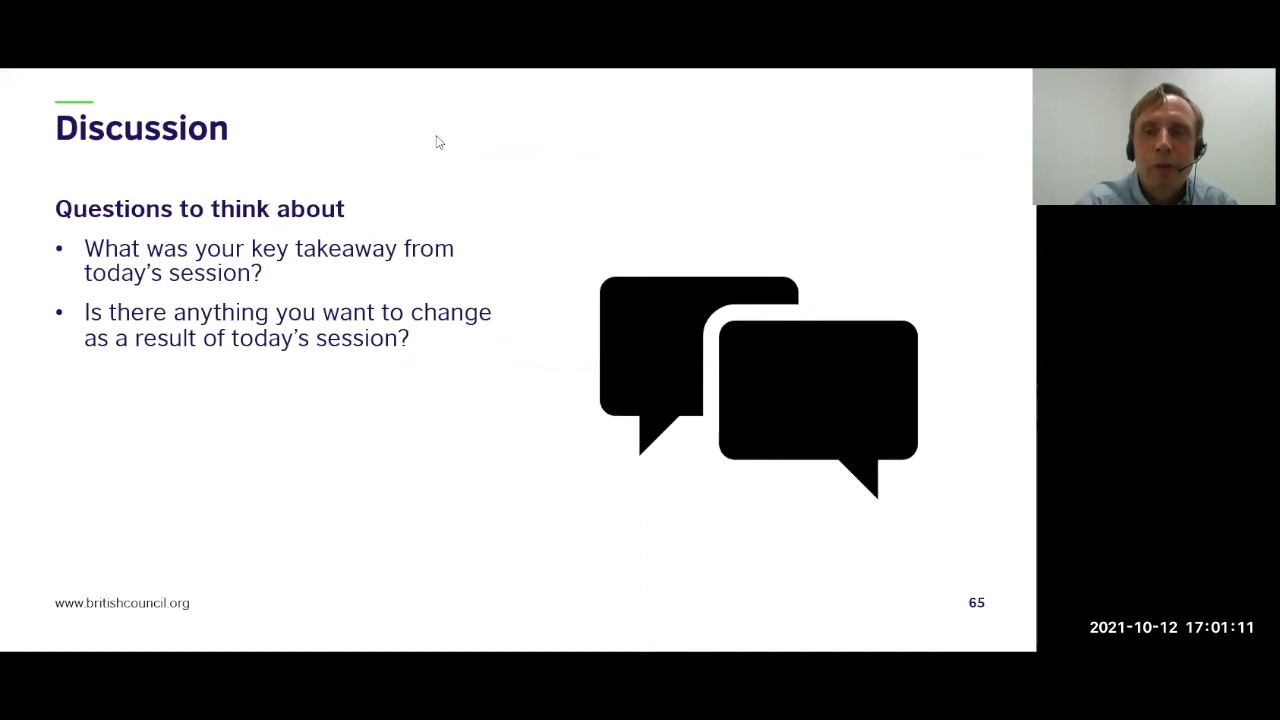 Discussion
Questions to think about
• What was your key takeaway from
today's session?
• Is there anything you want to change
as a result of today's session?
www.britishcouncil.org
65
2021-10-12 17:01:11